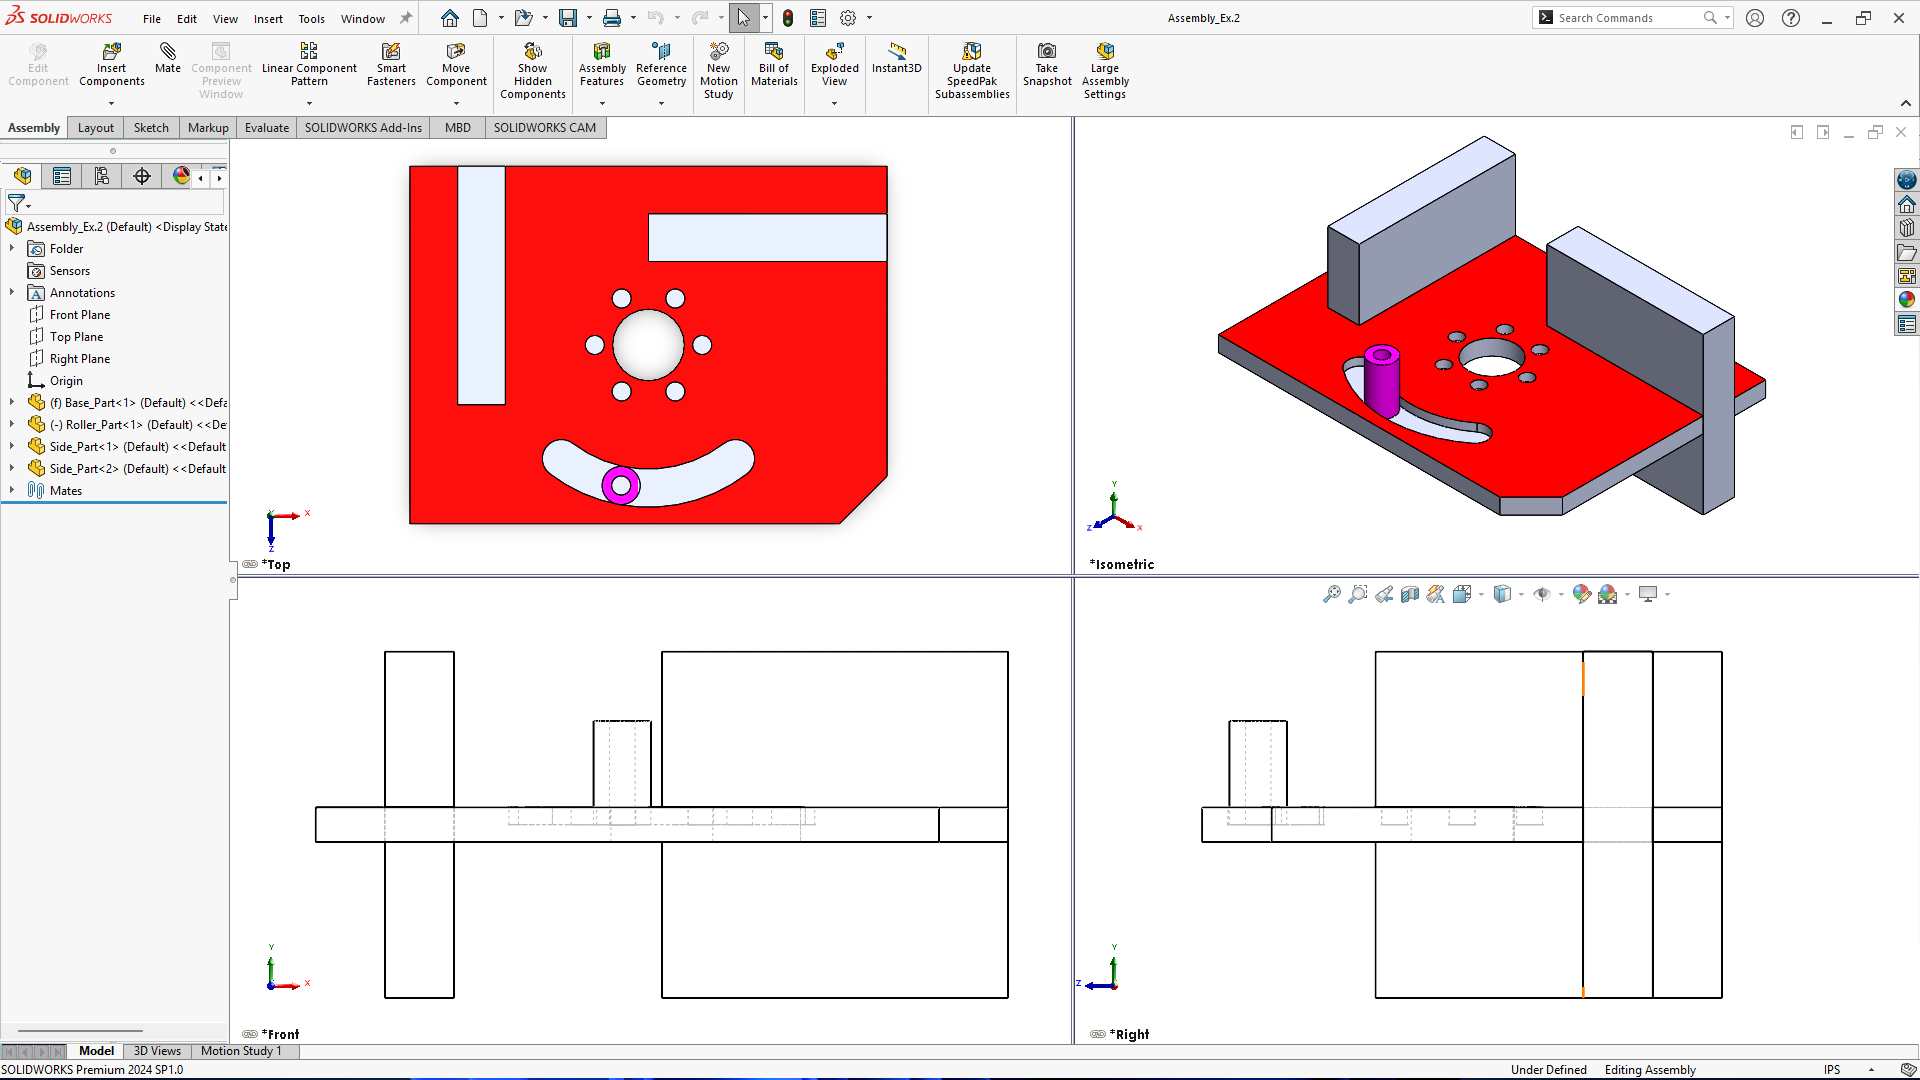 SOLIDWORKS
File Edit View Insert Tools Window
Assembly_Ex.2
Search Commands
Edit Component
Insert Components
Mate
Component Preview Window
Linear Component Pattern
Smart Fasteners
Move Component
Show Hidden Components
Assembly Features
Reference Geometry
New Motion Study
Bill of Materials
Exploded View
Instant3D
Update SpeedPak Subassemblies
Take Snapshot
Large Assembly Settings
Assembly Layout Sketch Markup Evaluate SOLIDWORKS Add-Ins MBD SOLIDWORKS CAM
Assembly_Ex.2 (Default) <Display State
Folder
Sensors
Annotations
Front Plane
Top Plane
Right Plane
Origin
(f) Base_Part<1> (Default) <<Defa
(-) Roller_Part<1> (Default) <<De
Side_Part<1> (Default) <<Default
Side_Part<2> (Default) <<Default
Mates
Y
X
Z
*Top
Y
Z
X
*Isometric
Y
X
*Front
Y
Z
*Right
Model 3D Views Motion Study 1
SOLIDWORKS Premium 2024 SP1.0
Under Defined Editing Assembly IPS